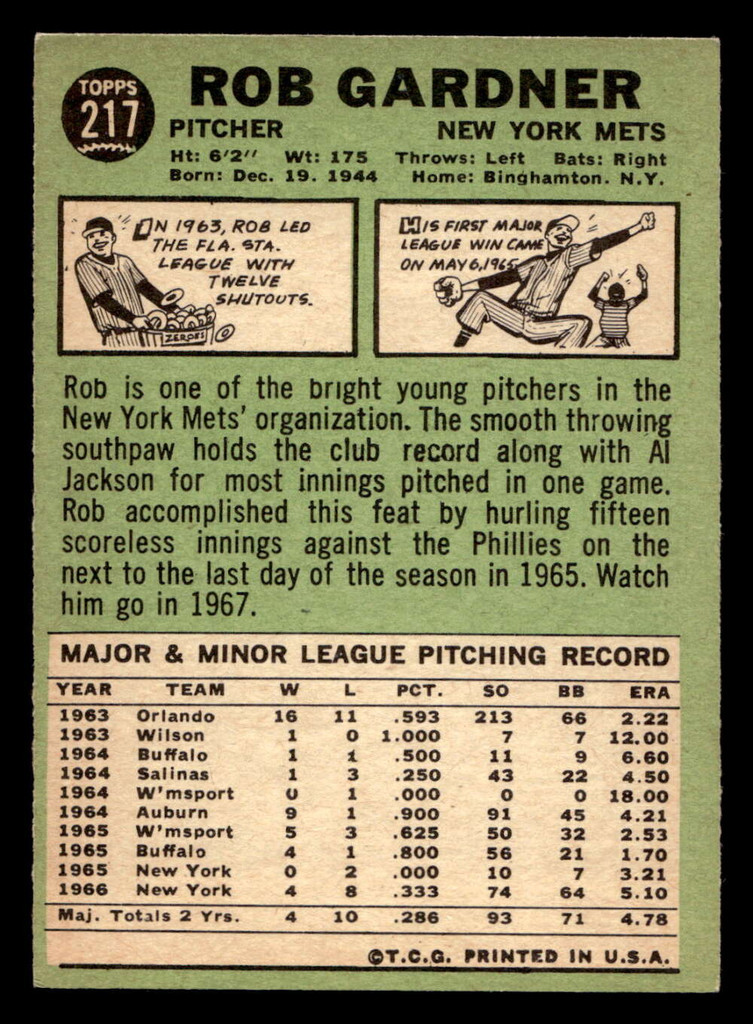 TOPPS
217
ROB GARDNER
PITCHER NEW YORK METS
Ht: 6'2" Wt: 175 Throws: Left Bats: Right
Born: Dec. 19. 1944 Home: Binghamton. N.Y.
IN 1963, ROB LED
THE FLA. STA.
LEAGUE WITH
TWELVE
SHUTOUTS.
ZEROES
HIS FIRST MAJOR
LEAGUE WIN CAME
ON MAY 6, 1965
Rob is one of the bright young pitchers in the
New York Mets' organization. The smooth throwing
southpaw holds the club record along with Al
Jackson for most innings pitched in one game.
Rob accomplished this feat by hurling fifteen
scoreless innings against the Phillies on the
next to the last day of the season in 1965. Watch
him go in 1967.
MAJOR & MINOR LEAGUE PITCHING RECORD
YEAR TEAM W L PCT. SO BB ERA
1963 Orlando 16 11 .593 213 66 2.22
1963 Wilson 1 0 1.000 7 7 12.00
1964 Buffalo 1 1 .500 11 9 6.60
1964 Salinas 1 3 .250 43 22 4.50
1964 W'msport 0 1 .000 0 0 18.00
1964 Auburn 9 1 .900 91 45 4.21
1965 W'msport 5 3 .625 50 32 2.53
1965 Buffalo 4 1 .800 56 21 1.70
1965 New York 0 2 .000 10 7 3.21
1966 New York 4 8 .333 74 64 5.10
Maj. Totals 2 Yrs. 4 10 .286 93 71 4.78
©T.C.G. PRINTED IN U.S.A.